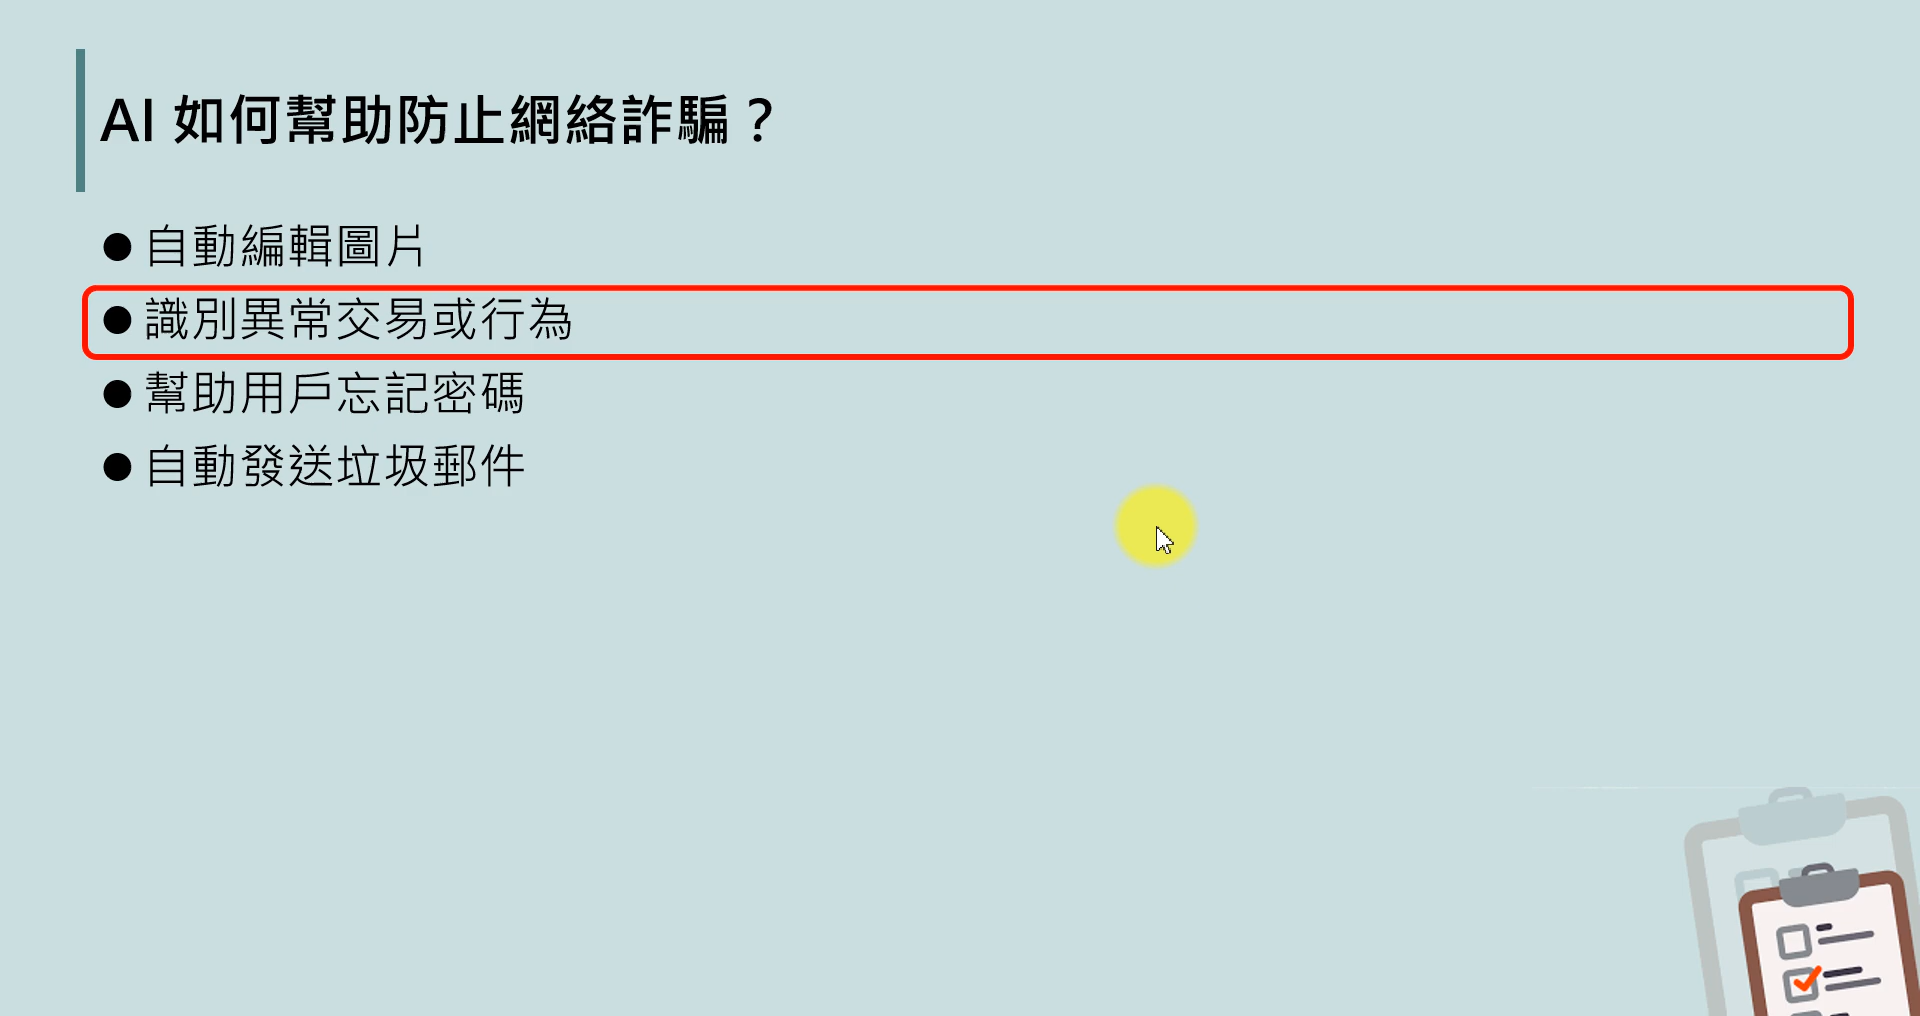 AI 如何幫助防止網絡詐騙？
● 自動編輯圖片
● 識別異常交易或行為
● 幫助用戶忘記密碼
● 自動發送垃圾郵件